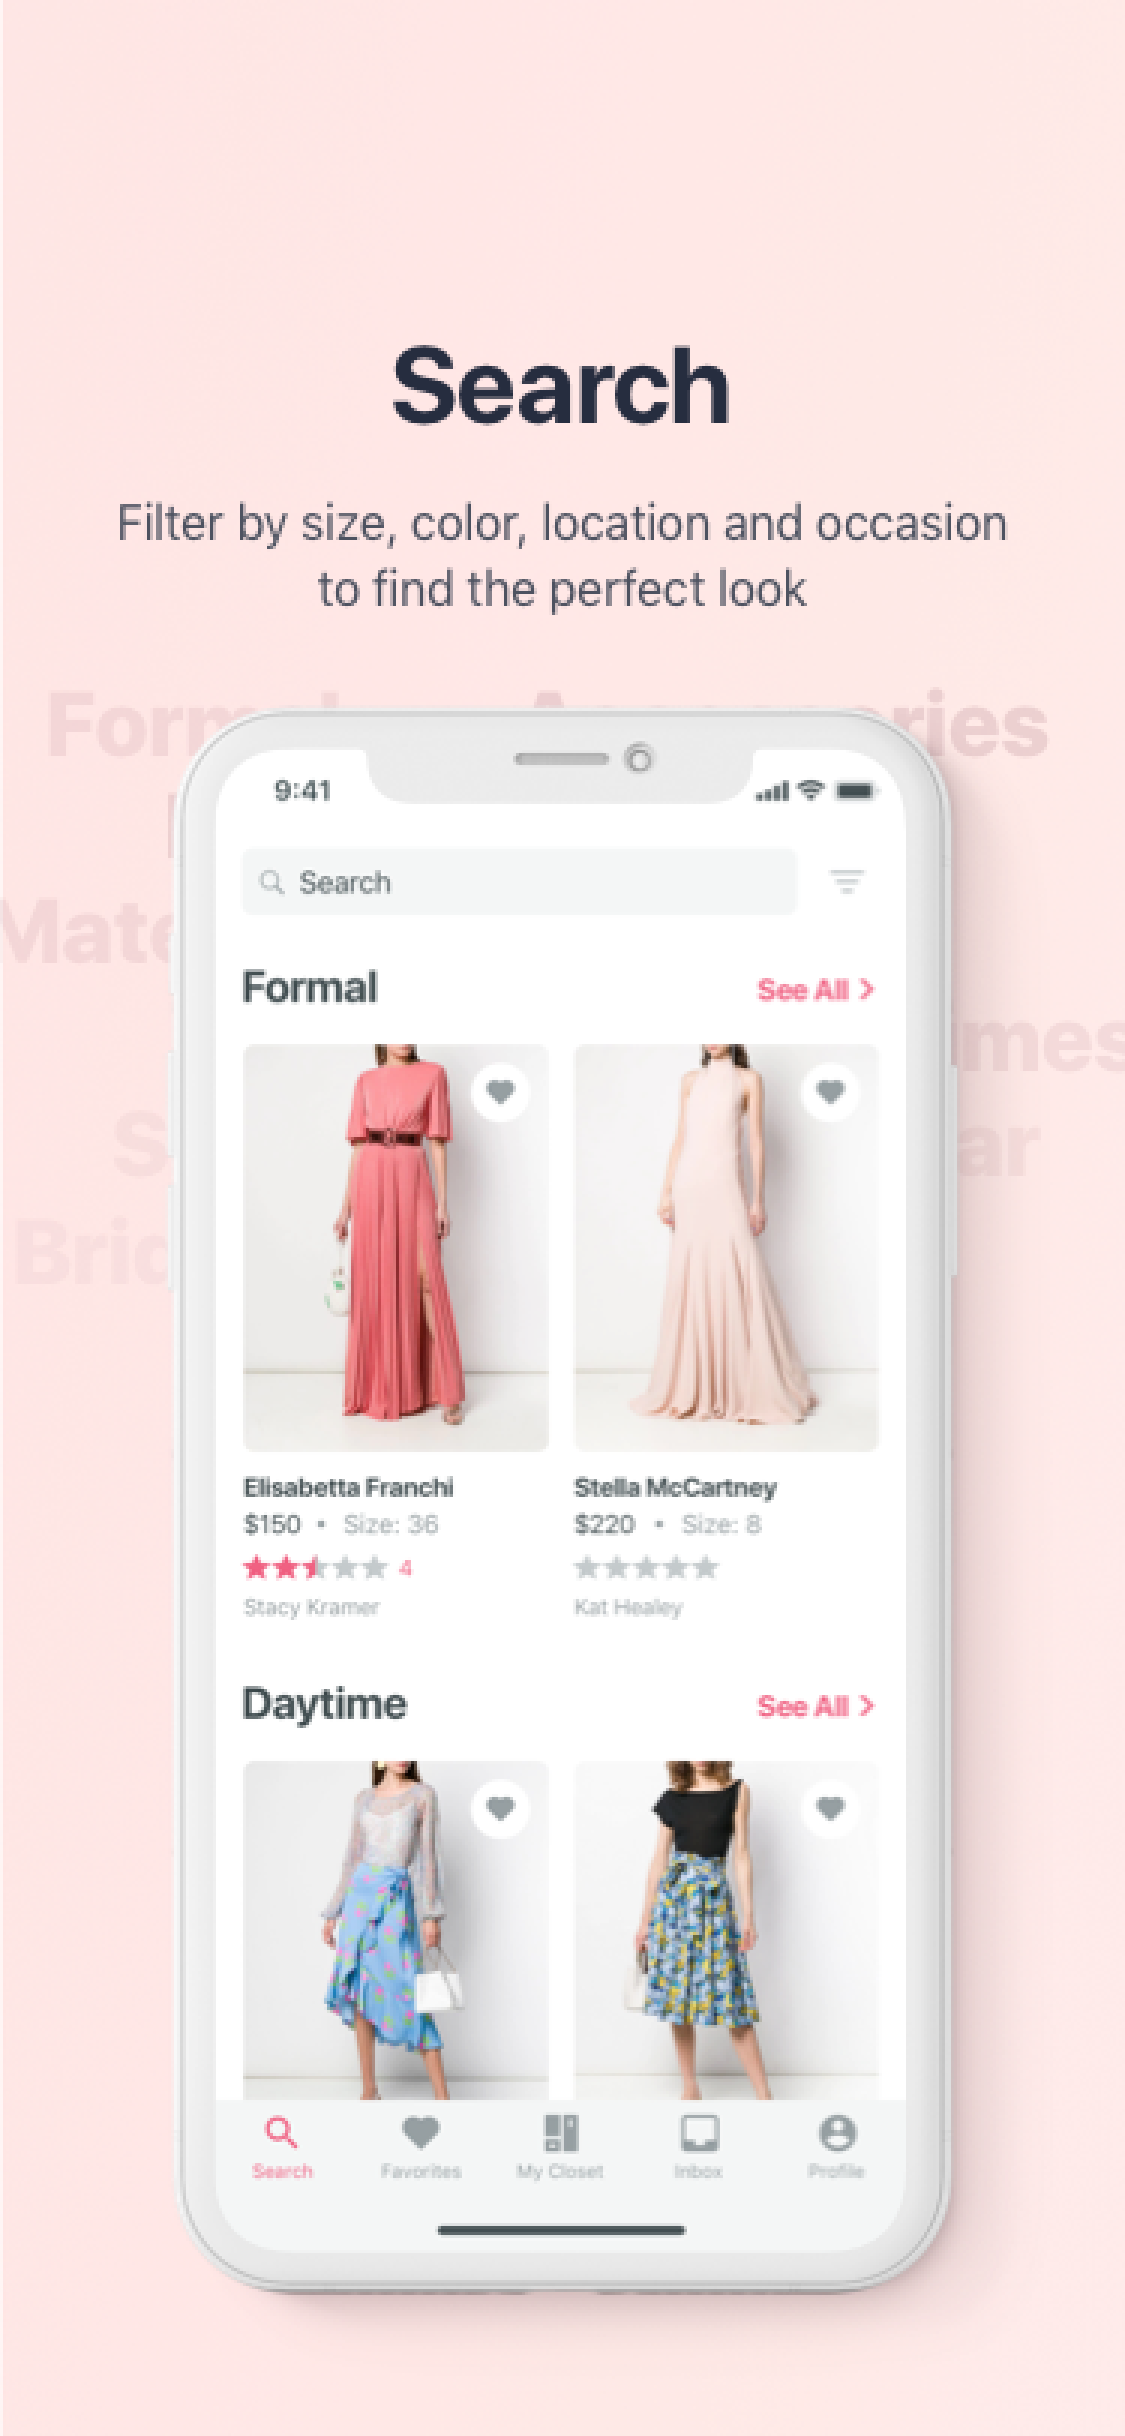 Search
Filter by size, color, location and occasion
to find the perfect look
9:41
Search
Formal
See All
Elisabetta Franchi
$150 • Size: 36
4
Stacy Kramer
Stella McCartney
$220 • Size: 8
Kat Healey
Daytime
See All
Search
Favorites
My Closet
Inbox
Profile